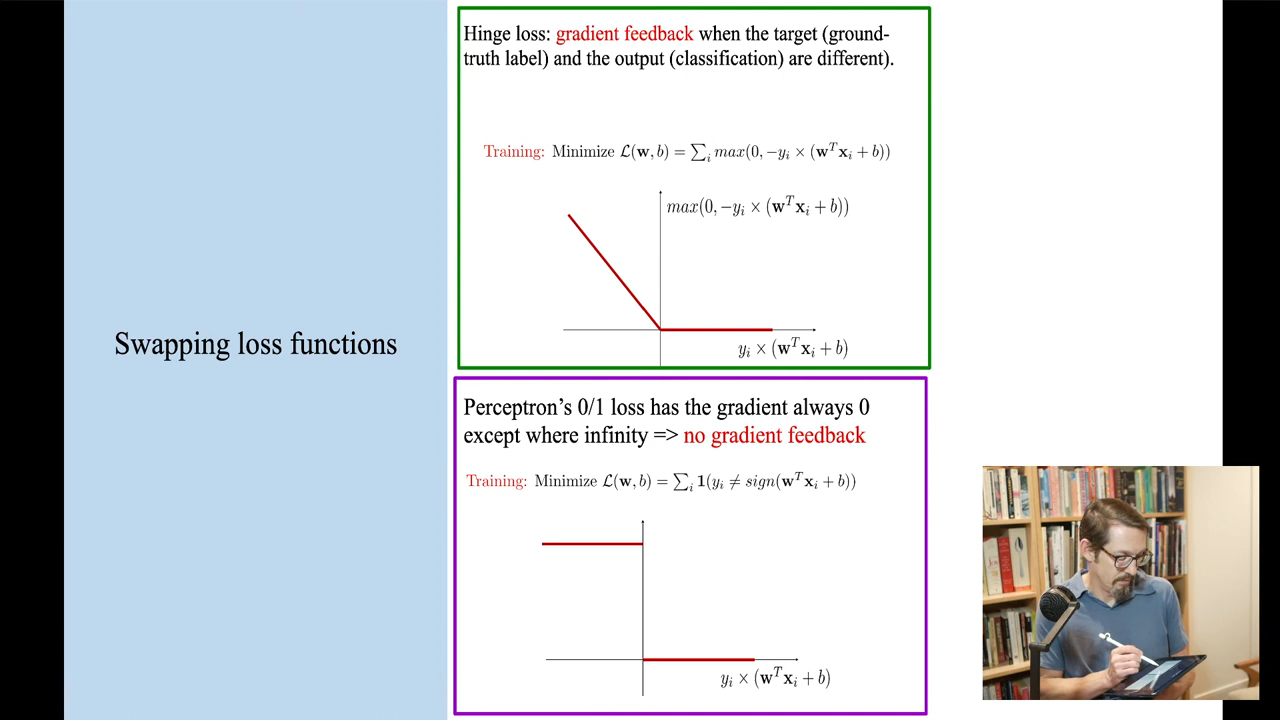 Swapping loss functions
Hinge loss: gradient feedback when the target (ground-
truth label) and the output (classification) are different).
Training: Minimize ℒ(w, b) = ∑ᵢ max(0, −yᵢ × (wᵀxᵢ + b))
max(0, −yᵢ × (wᵀxᵢ + b))
yᵢ × (wᵀxᵢ + b)
Perceptron's 0/1 loss has the gradient always 0
except where infinity => no gradient feedback
Training: Minimize ℒ(w, b) = ∑ᵢ 1(yᵢ ≠ sign(wᵀxᵢ + b))
yᵢ × (wᵀxᵢ + b)